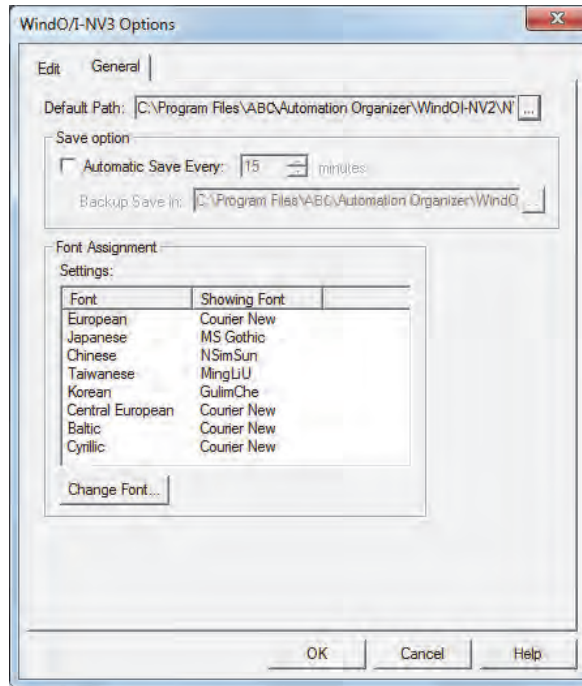 WindO/I-NV3 Options
Edit General
Default Path: C:\Program Files\ABC\Automation Organizer\WindOI-NV2\N ...
Save option
Automatic Save Every: 15 minutes
Backup Save in: C:\Program Files\ABC\Automation Organizer\WindO ...
Font Assignment
Settings:
Font Showing Font
European Courier New
Japanese MS Gothic
Chinese NSimSun
Taiwanese MingLiU
Korean GulimChe
Central European Courier New
Baltic Courier New
Cyrillic Courier New
Change Font...
OK Cancel Help